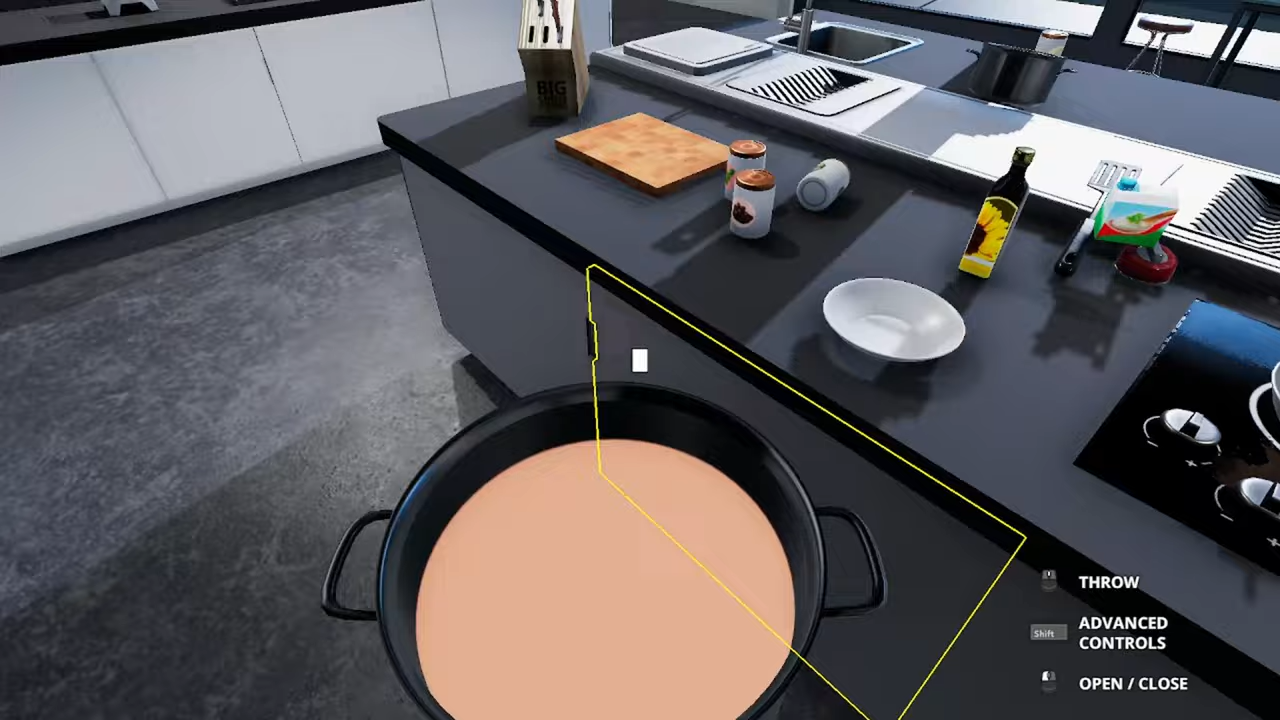 BIG
THROW
Shift
ADVANCED
CONTROLS
OPEN / CLOSE